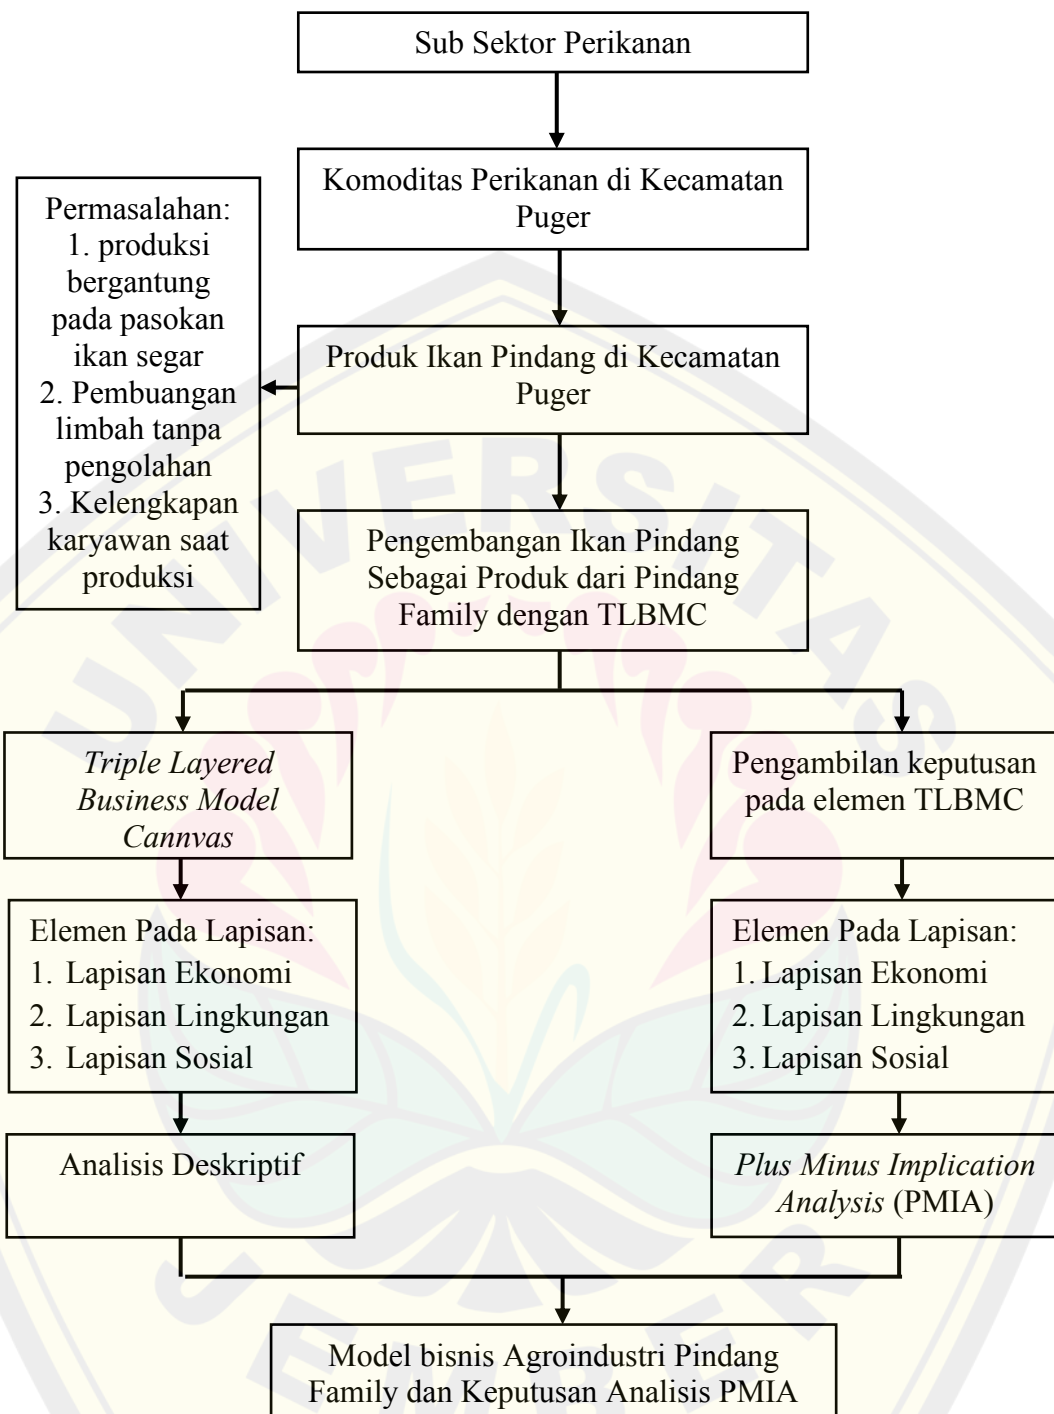 Sub Sektor Perikanan
Komoditas Perikanan di Kecamatan
Puger
Permasalahan:
1. produksi
bergantung
pada pasokan
ikan segar
2. Pembuangan
limbah tanpa
pengolahan
3. Kelengkapan
karyawan saat
produksi
Produk Ikan Pindang di Kecamatan
Puger
Pengembangan Ikan Pindang
Sebagai Produk dari Pindang
Family dengan TLBMC
Triple Layered
Business Model
Cannvas
Pengambilan keputusan
pada elemen TLBMC
Elemen Pada Lapisan:
1. Lapisan Ekonomi
2. Lapisan Lingkungan
3. Lapisan Sosial
Elemen Pada Lapisan:
1. Lapisan Ekonomi
2. Lapisan Lingkungan
3. Lapisan Sosial
Analisis Deskriptif
Plus Minus Implication
Analysis (PMIA)
Model bisnis Agroindustri Pindang
Family dan Keputusan Analisis PMIA
UNIVERSITAS
JEMBER